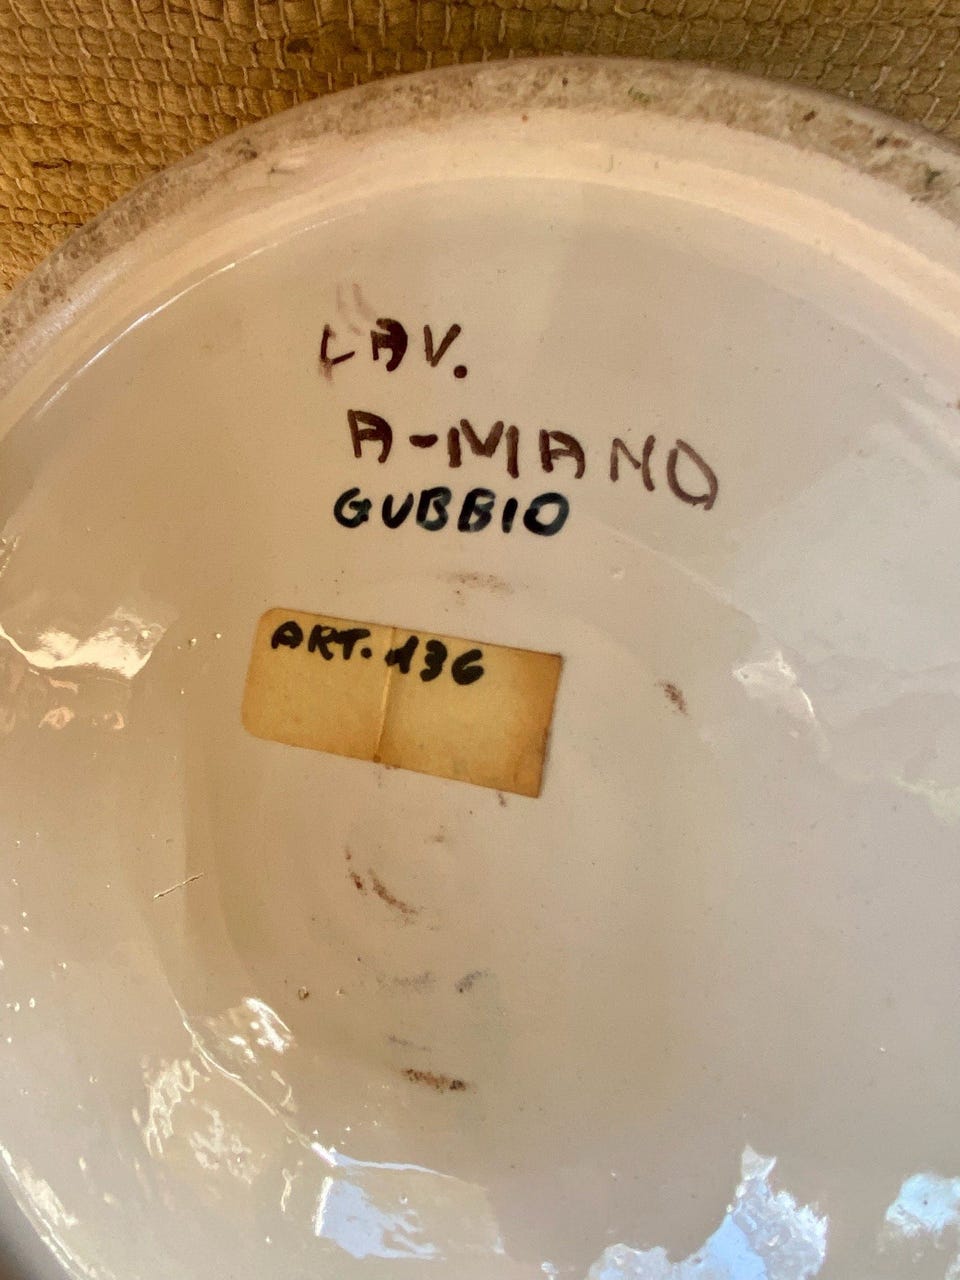 LAV.
A-MANO
GUBBIO
ART. 136